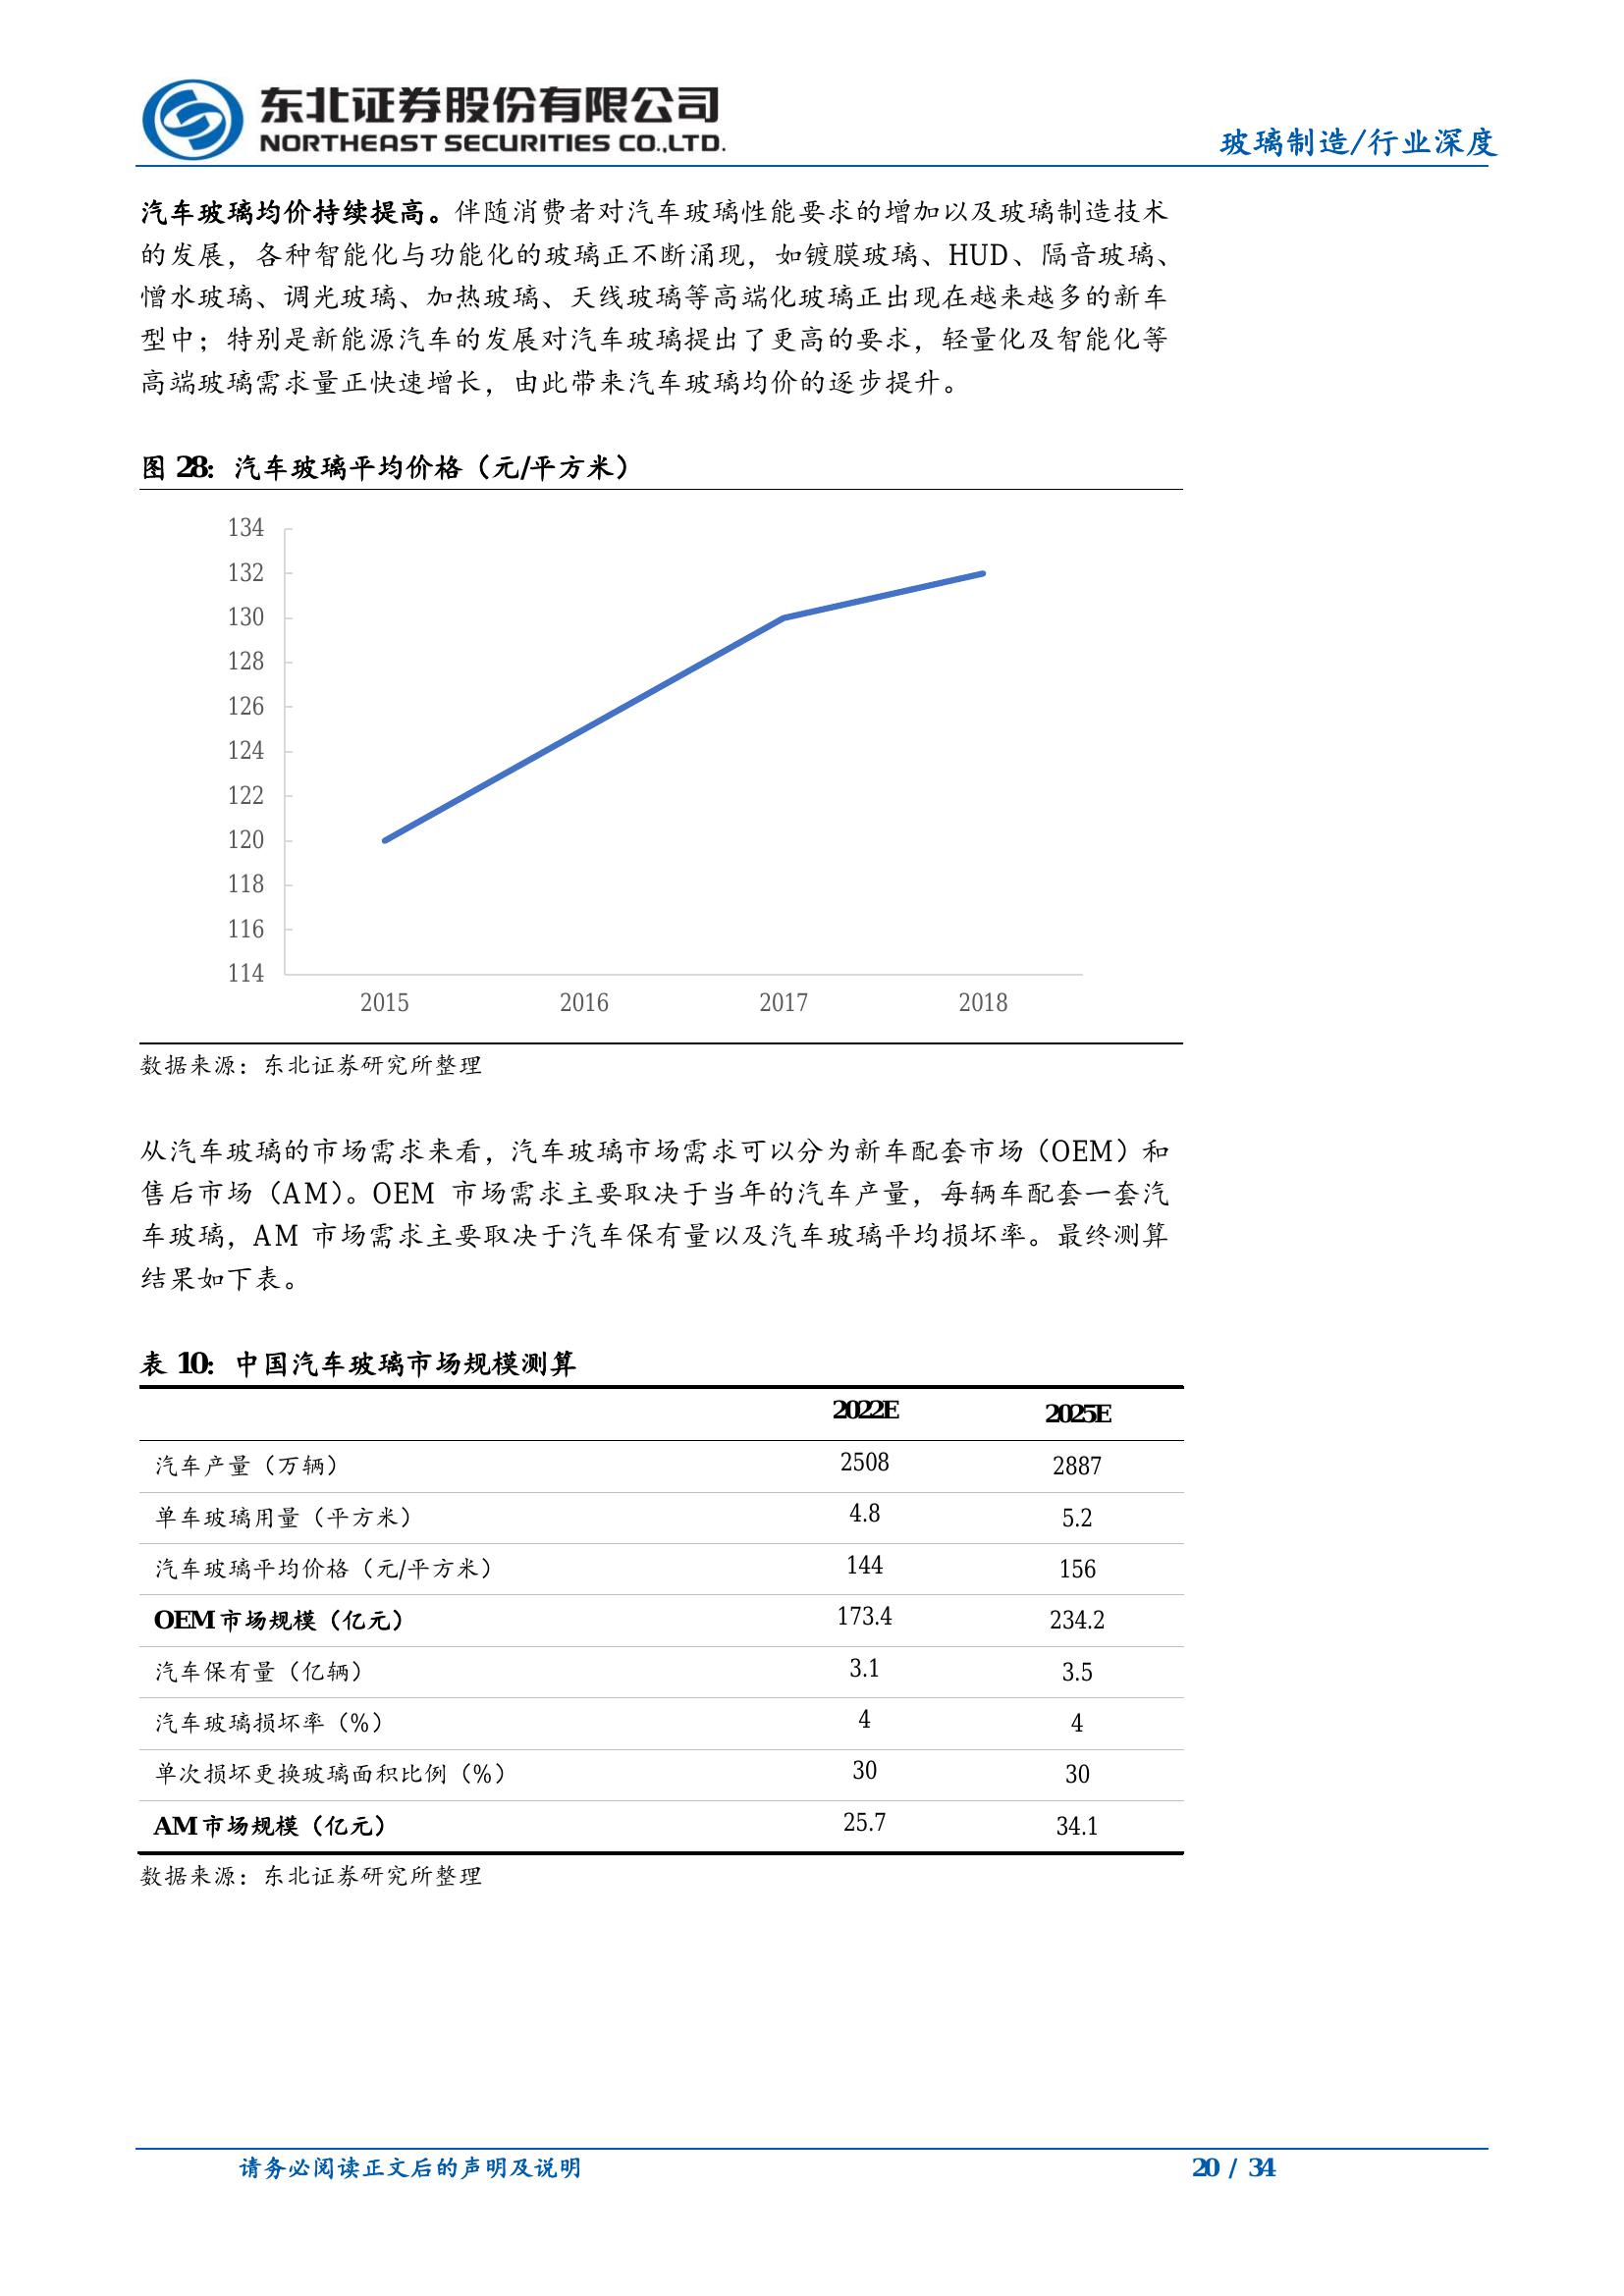 东北证券股份有限公司
NORTHEAST SECURITIES CO.,LTD.
玻璃制造/行业深度
汽车玻璃均价持续提高。伴随消费者对汽车玻璃性能要求的增加以及玻璃制造技术
的发展，各种智能化与功能化的玻璃正不断涌现，如镀膜玻璃、HUD、隔音玻璃、
憎水玻璃、调光玻璃、加热玻璃、天线玻璃等高端化玻璃正出现在越来越多的新车
型中；特别是新能源汽车的发展对汽车玻璃提出了更高的要求，轻量化及智能化等
高端玻璃需求量正快速增长，由此带来汽车玻璃均价的逐步提升。
图 28：汽车玻璃平均价格（元/平方米）
134
132
130
128
126
124
122
120
118
116
114
2015 2016 2017 2018
数据来源：东北证券研究所整理
从汽车玻璃的市场需求来看，汽车玻璃市场需求可以分为新车配套市场（OEM）和
售后市场（AM）。OEM 市场需求主要取决于当年的汽车产量，每辆车配套一套汽
车玻璃，AM 市场需求主要取决于汽车保有量以及汽车玻璃平均损坏率。最终测算
结果如下表。
表 10：中国汽车玻璃市场规模测算
2022E 2025E
汽车产量（万辆） 2508 2887
单车玻璃用量（平方米） 4.8 5.2
汽车玻璃平均价格（元/平方米） 144 156
OEM 市场规模（亿元） 173.4 234.2
汽车保有量（亿辆） 3.1 3.5
汽车玻璃损坏率（%） 4 4
单次损坏更换玻璃面积比例（%） 30 30
AM 市场规模（亿元） 25.7 34.1
数据来源：东北证券研究所整理
请务必阅读正文后的声明及说明 20 / 34